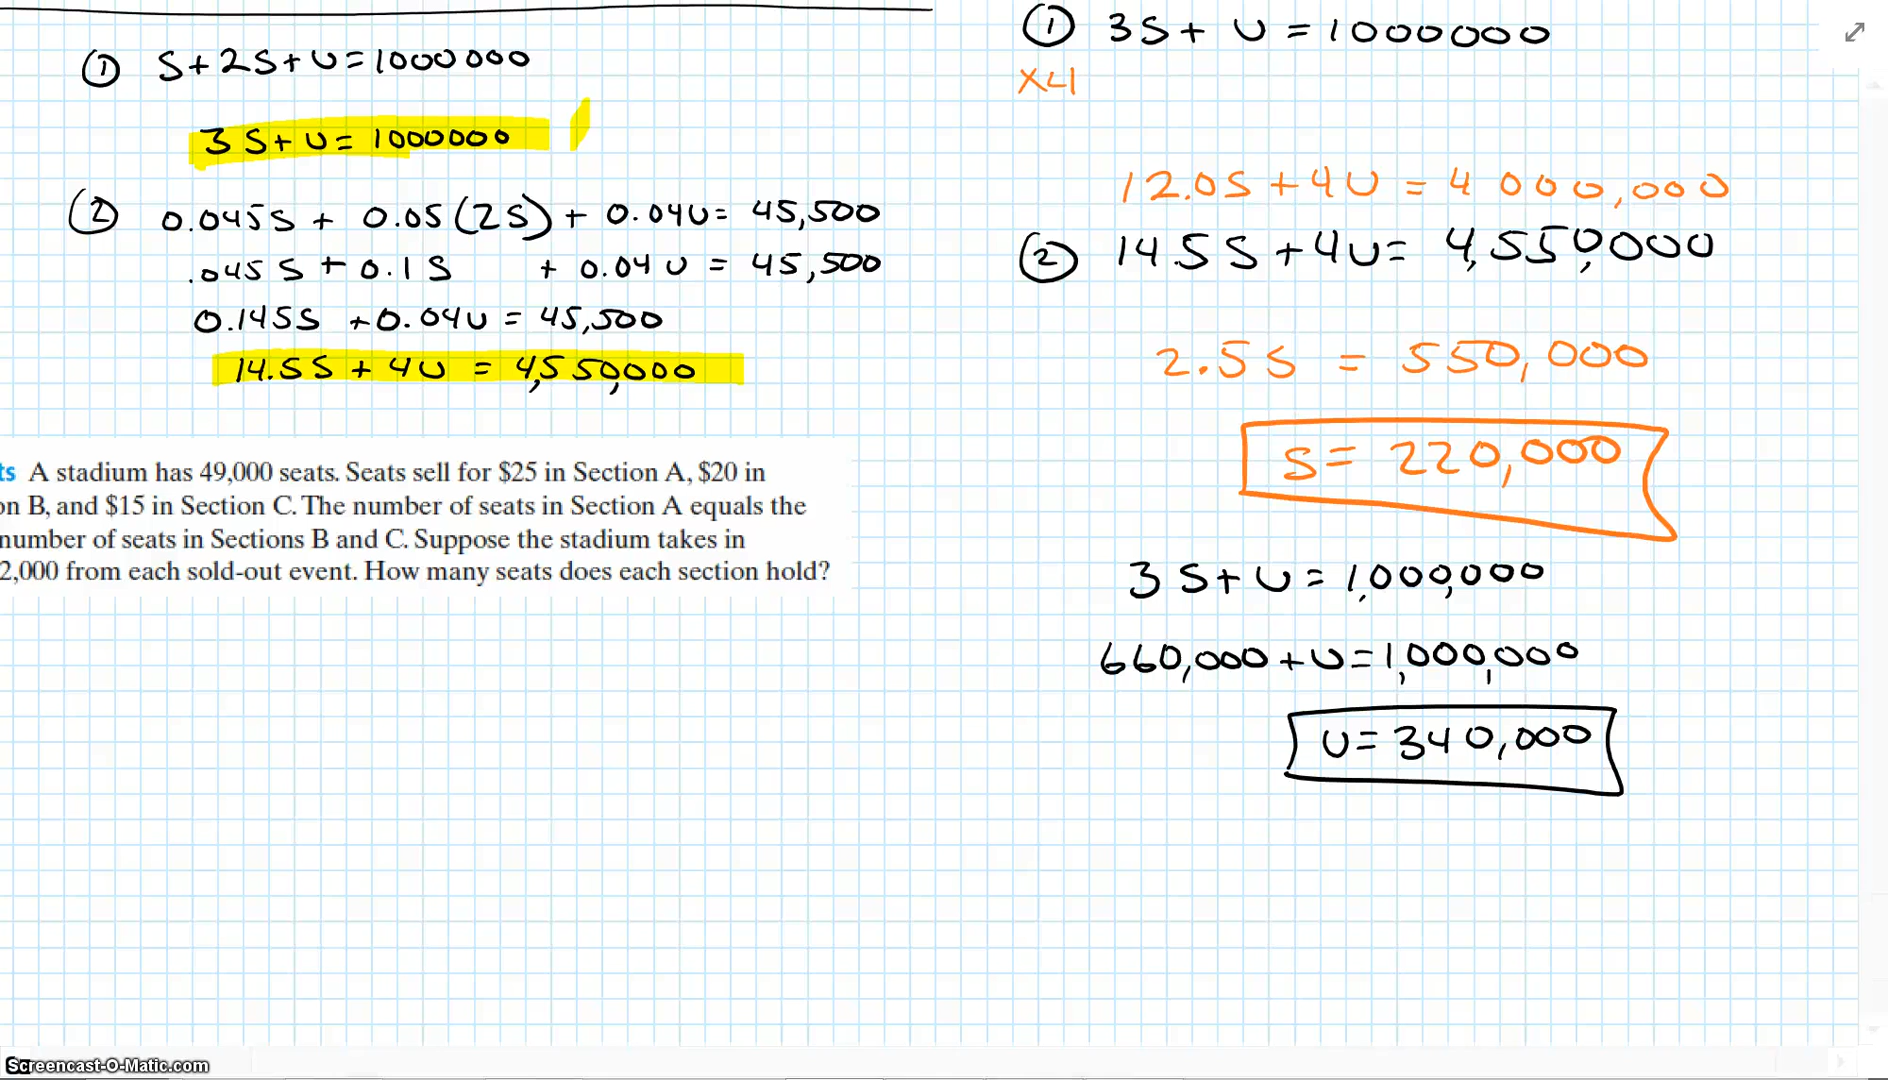 ① S+2S+U=1000000
3S+U=1000000
② 0.045S + 0.05(2S) + 0.04U= 45,500
.045S + 0.1S + 0.04U = 45,500
0.145S +0.04U = 45,500
14.5S + 4U = 4,550,000
ts A stadium has 49,000 seats. Seats sell for $25 in Section A, $20 in
on B, and $15 in Section C. The number of seats in Section A equals the
number of seats in Sections B and C. Suppose the stadium takes in
2,000 from each sold-out event. How many seats does each section hold?
① 3S+ U =1000000
X4
12.0S +4U = 4 000,000
② 14.5S +4U= 4,550,000
2.5S = 550,000
S= 220,000
3S+U=1,000,000
660,000+U=1,000,000
U=340,000
Screencast-O-Matic.com